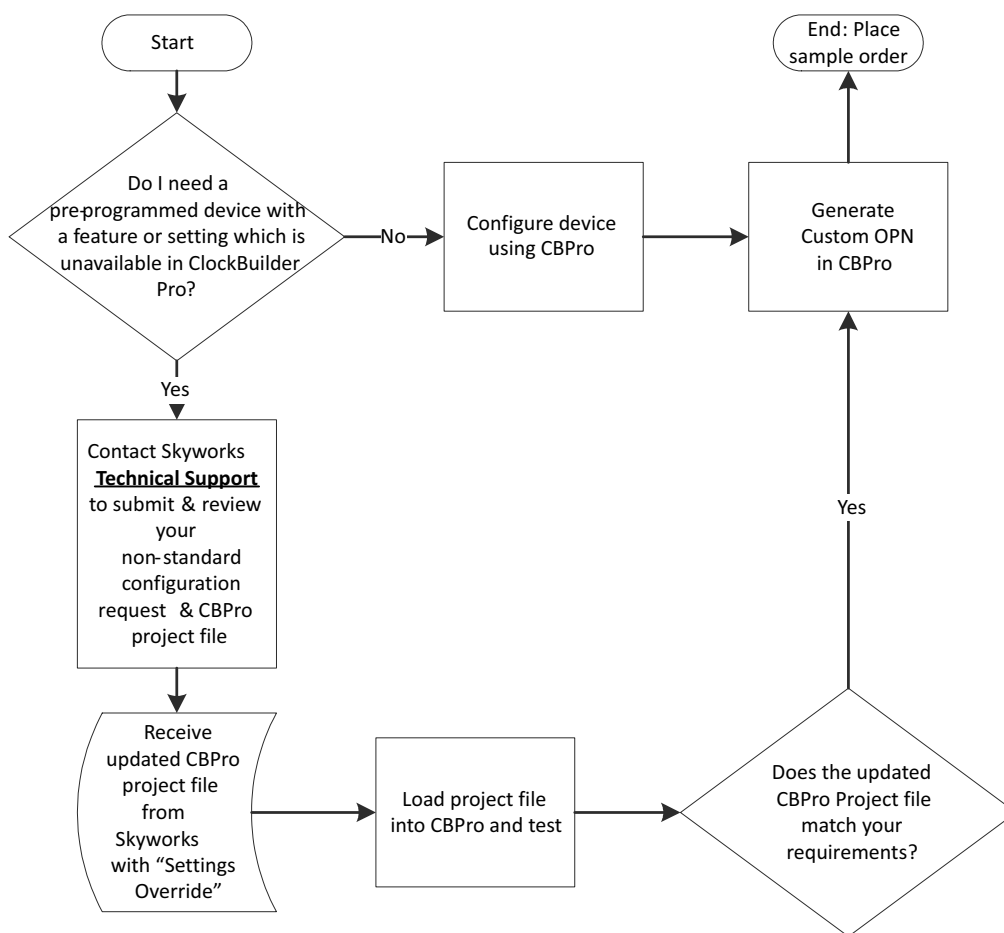 Start
End: Place
sample order
Do I need a
pre-programmed device with
a feature or setting which is
unavailable in ClockBuilder
Pro?
No
Configure device
using CBPro
Generate
Custom OPN
in CBPro
Yes
Contact Skyworks
Technical Support
to submit & review
your
non-standard
configuration
request & CBPro
project file
Yes
Receive
updated CBPro
project file
from
Skyworks
with “Settings
Override”
Load project file
into CBPro and test
Does the updated
CBPro Project file
match your
requirements?